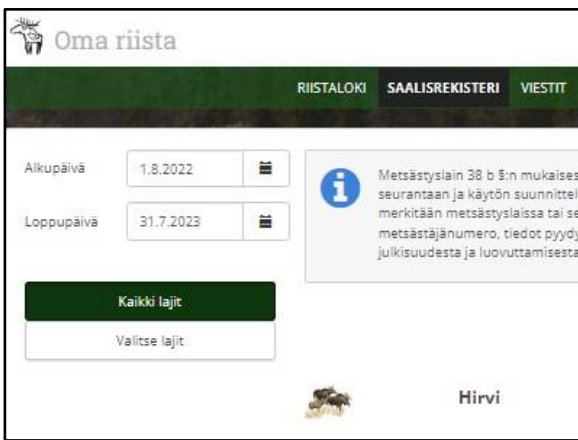 Oma riista
RIISTALOKI SAALISREKISTERI VIESTIT
Alkupäivä 1.8.2022
Loppupäivä 31.7.2023
Metsästyslain 38 b §:n mukaises
seurantaan ja käytön suunnittel
merkitään metsästyslaissa tai se
metsästäjänumero, tiedot pyydy
julkisuudesta ja luovuttamisesta
Kaikki lajit
Valitse lajit
Hirvi